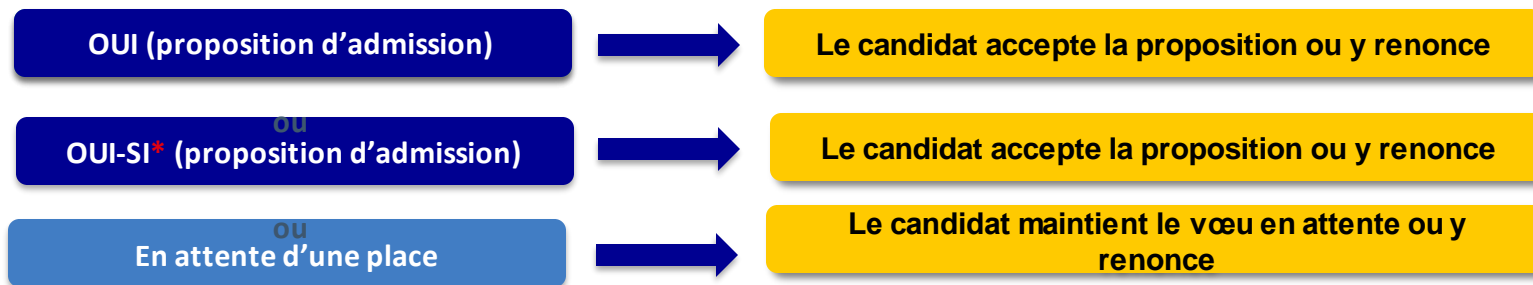 OUI (proposition d’admission)
Le candidat accepte la proposition ou y renonce
ou
OUI-SI* (proposition d’admission)
Le candidat accepte la proposition ou y renonce
ou
En attente d’une place
Le candidat maintient le vœu en attente ou y
renonce